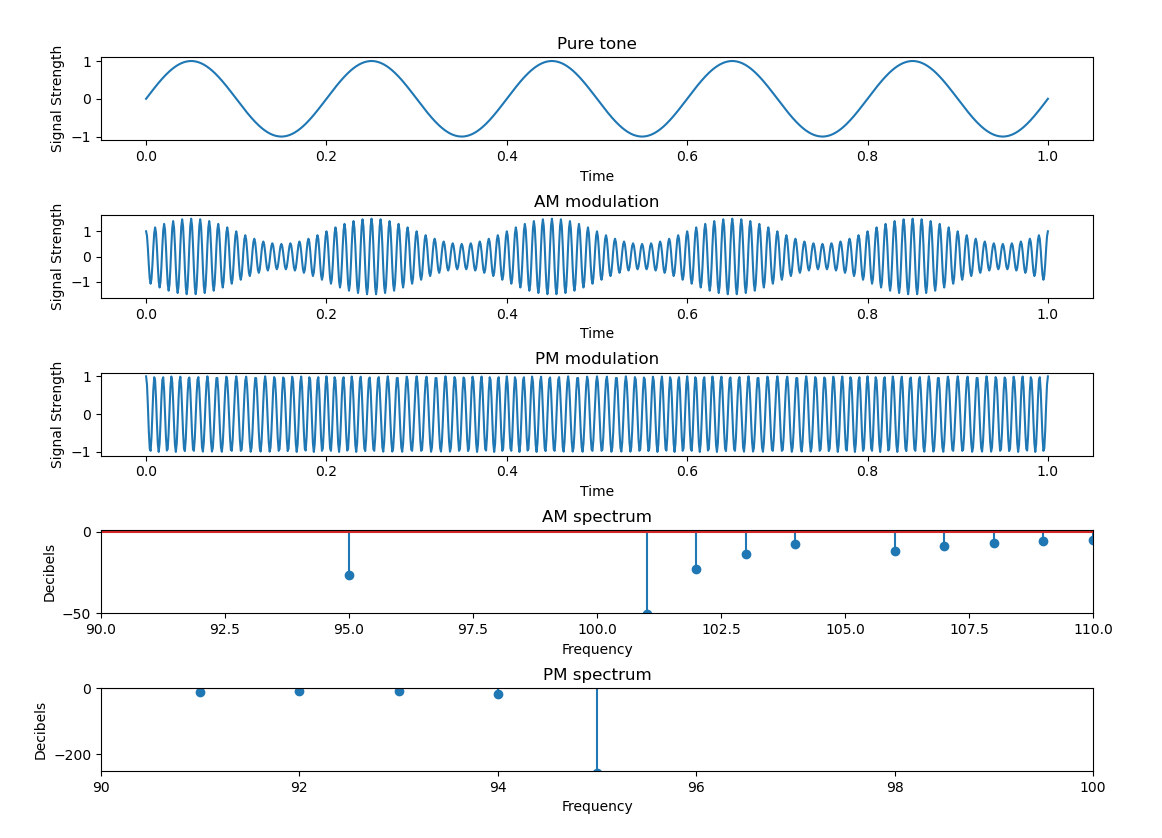 Pure tone
Signal Strength
1
0
−1
0.0 0.2 0.4 0.6 0.8 1.0
Time
AM modulation
Signal Strength
1
0
−1
0.0 0.2 0.4 0.6 0.8 1.0
Time
PM modulation
Signal Strength
1
0
−1
0.0 0.2 0.4 0.6 0.8 1.0
Time
AM spectrum
Decibels
0
−50
90.0 92.5 95.0 97.5 100.0 102.5 105.0 107.5 110.0
Frequency
PM spectrum
Decibels
0
−200
90 92 94 96 98 100
Frequency